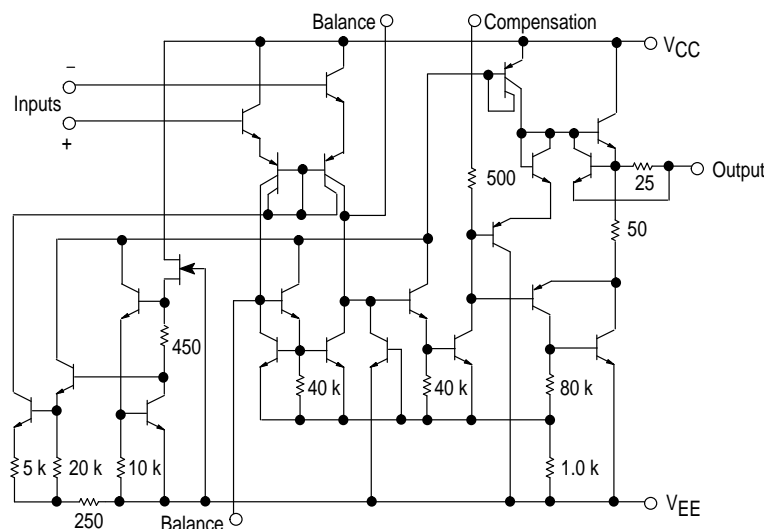 Balance
Compensation
VCC
–
Inputs
+
500
25
Output
50
450
40 k
40 k
80 k
5 k
20 k
10 k
1.0 k
250
Balance
VEE